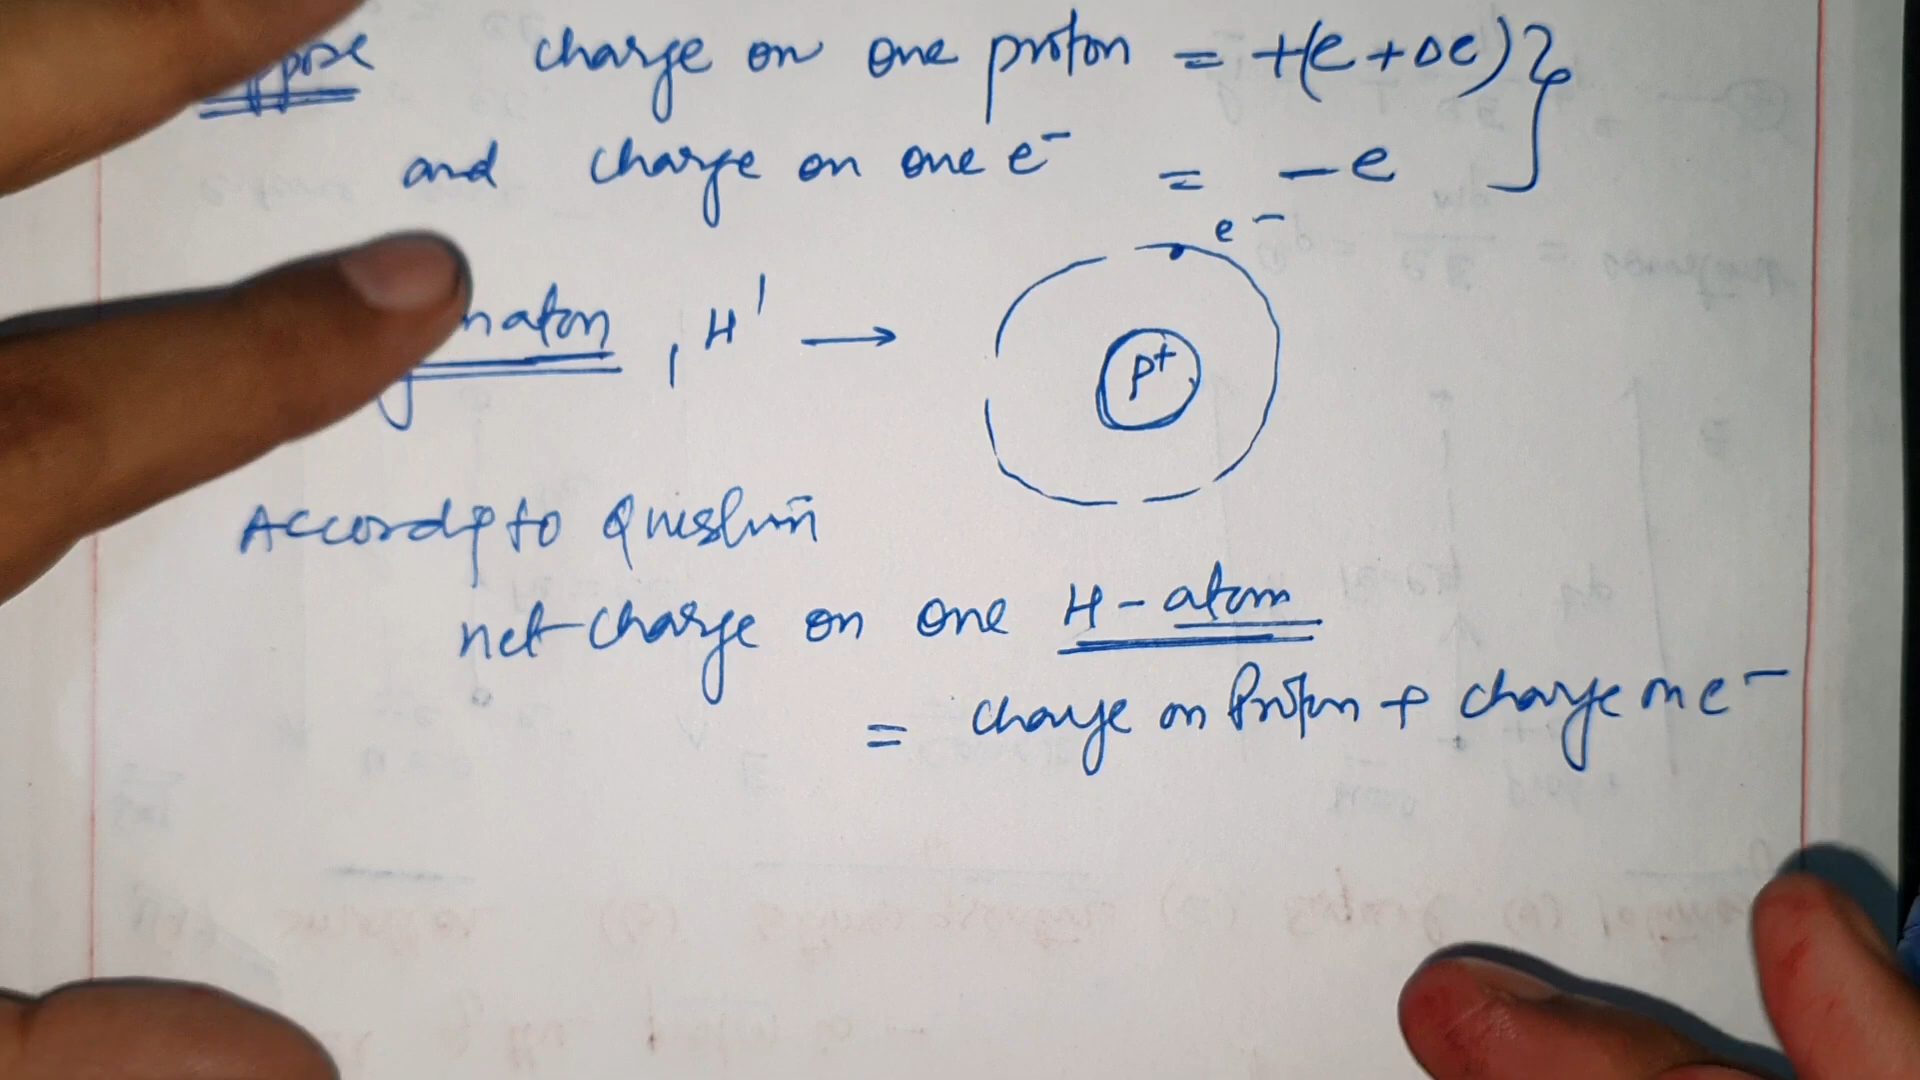 charge on one proton = +(e + Δe)
and charge on one e⁻ = -e
e⁻
₁H¹ →
P⁺
According to Question
net charge on one H-atom
= charge on Proton + charge on e⁻